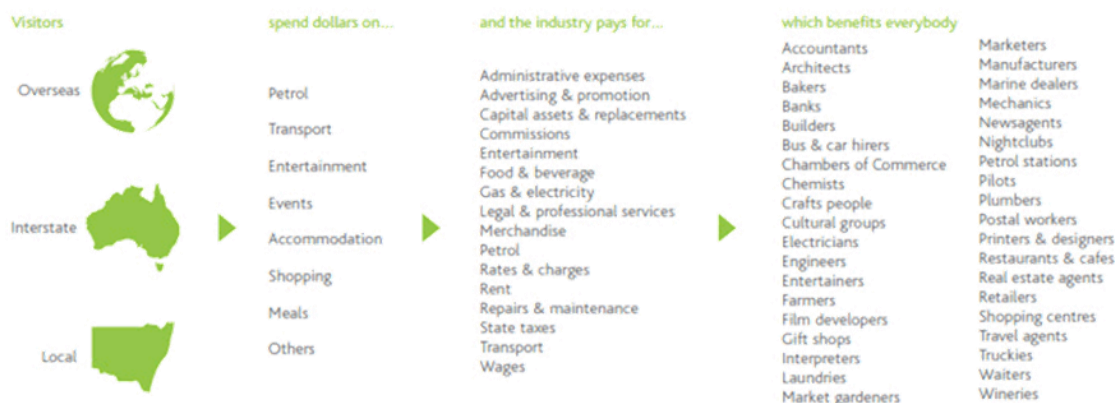 Visitors
Overseas
Interstate
Local
spend dollars on...
Petrol
Transport
Entertainment
Events
Accommodation
Shopping
Meals
Others
and the industry pays for...
Administrative expenses
Advertising & promotion
Capital assets & replacements
Commissions
Entertainment
Food & beverage
Gas & electricity
Legal & professional services
Merchandise
Petrol
Rates & charges
Rent
Repairs & maintenance
State taxes
Transport
Wages
which benefits everybody
Accountants
Architects
Bakers
Banks
Builders
Bus & car hirers
Chambers of Commerce
Chemists
Crafts people
Cultural groups
Electricians
Engineers
Entertainers
Farmers
Film developers
Gift shops
Interpreters
Laundries
Market gardeners
Marketers
Manufacturers
Marine dealers
Mechanics
Newsagents
Nightclubs
Petrol stations
Pilots
Plumbers
Postal workers
Printers & designers
Restaurants & cafes
Real estate agents
Retailers
Shopping centres
Travel agents
Truckies
Waiters
Wineries